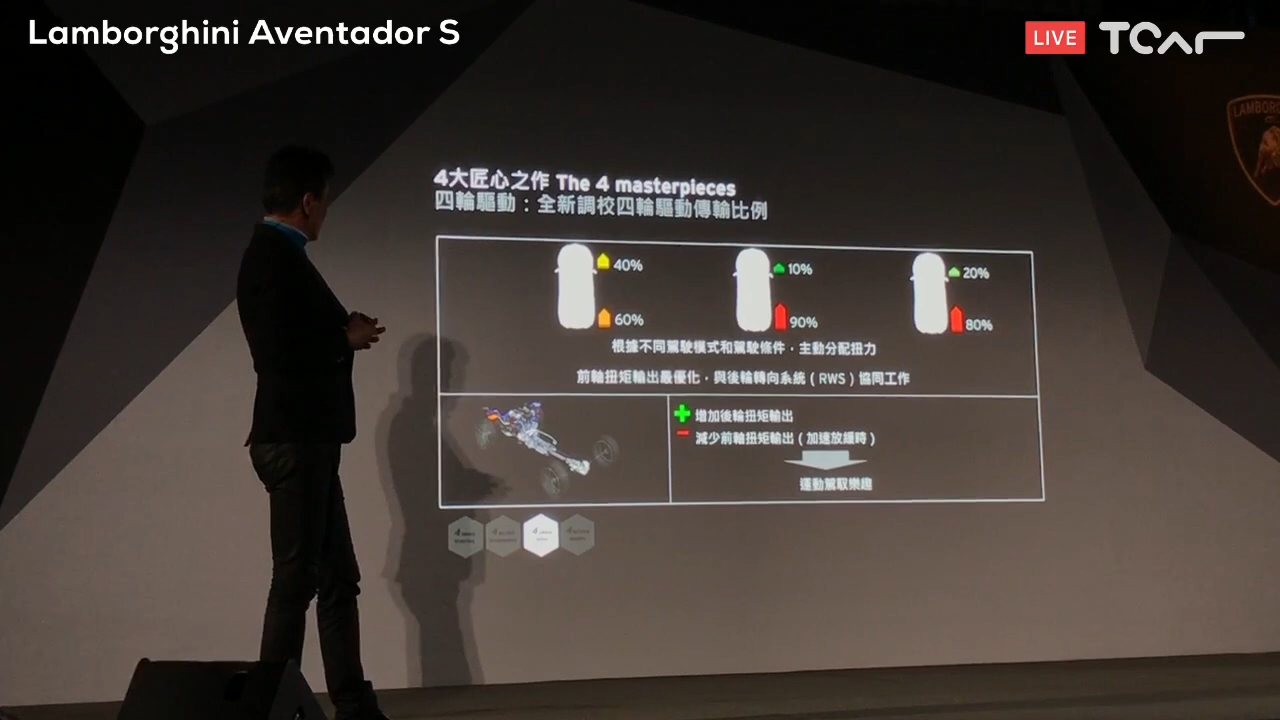 Lamborghini Aventador S
LIVE TCAR
LAMBORG
4大匠心之作 The 4 masterpieces
四輪驅動：全新調校四輪驅動傳輸比例
40% 10% 20%
60% 90% 80%
根據不同駕駛模式和駕駛條件，主動分配扭力
前軸扭矩輸出最優化，與後輪轉向系統（RWS）協同工作
增加後輪扭矩輸出
減少前軸扭矩輸出（加速放緩時）
運動駕馭樂趣